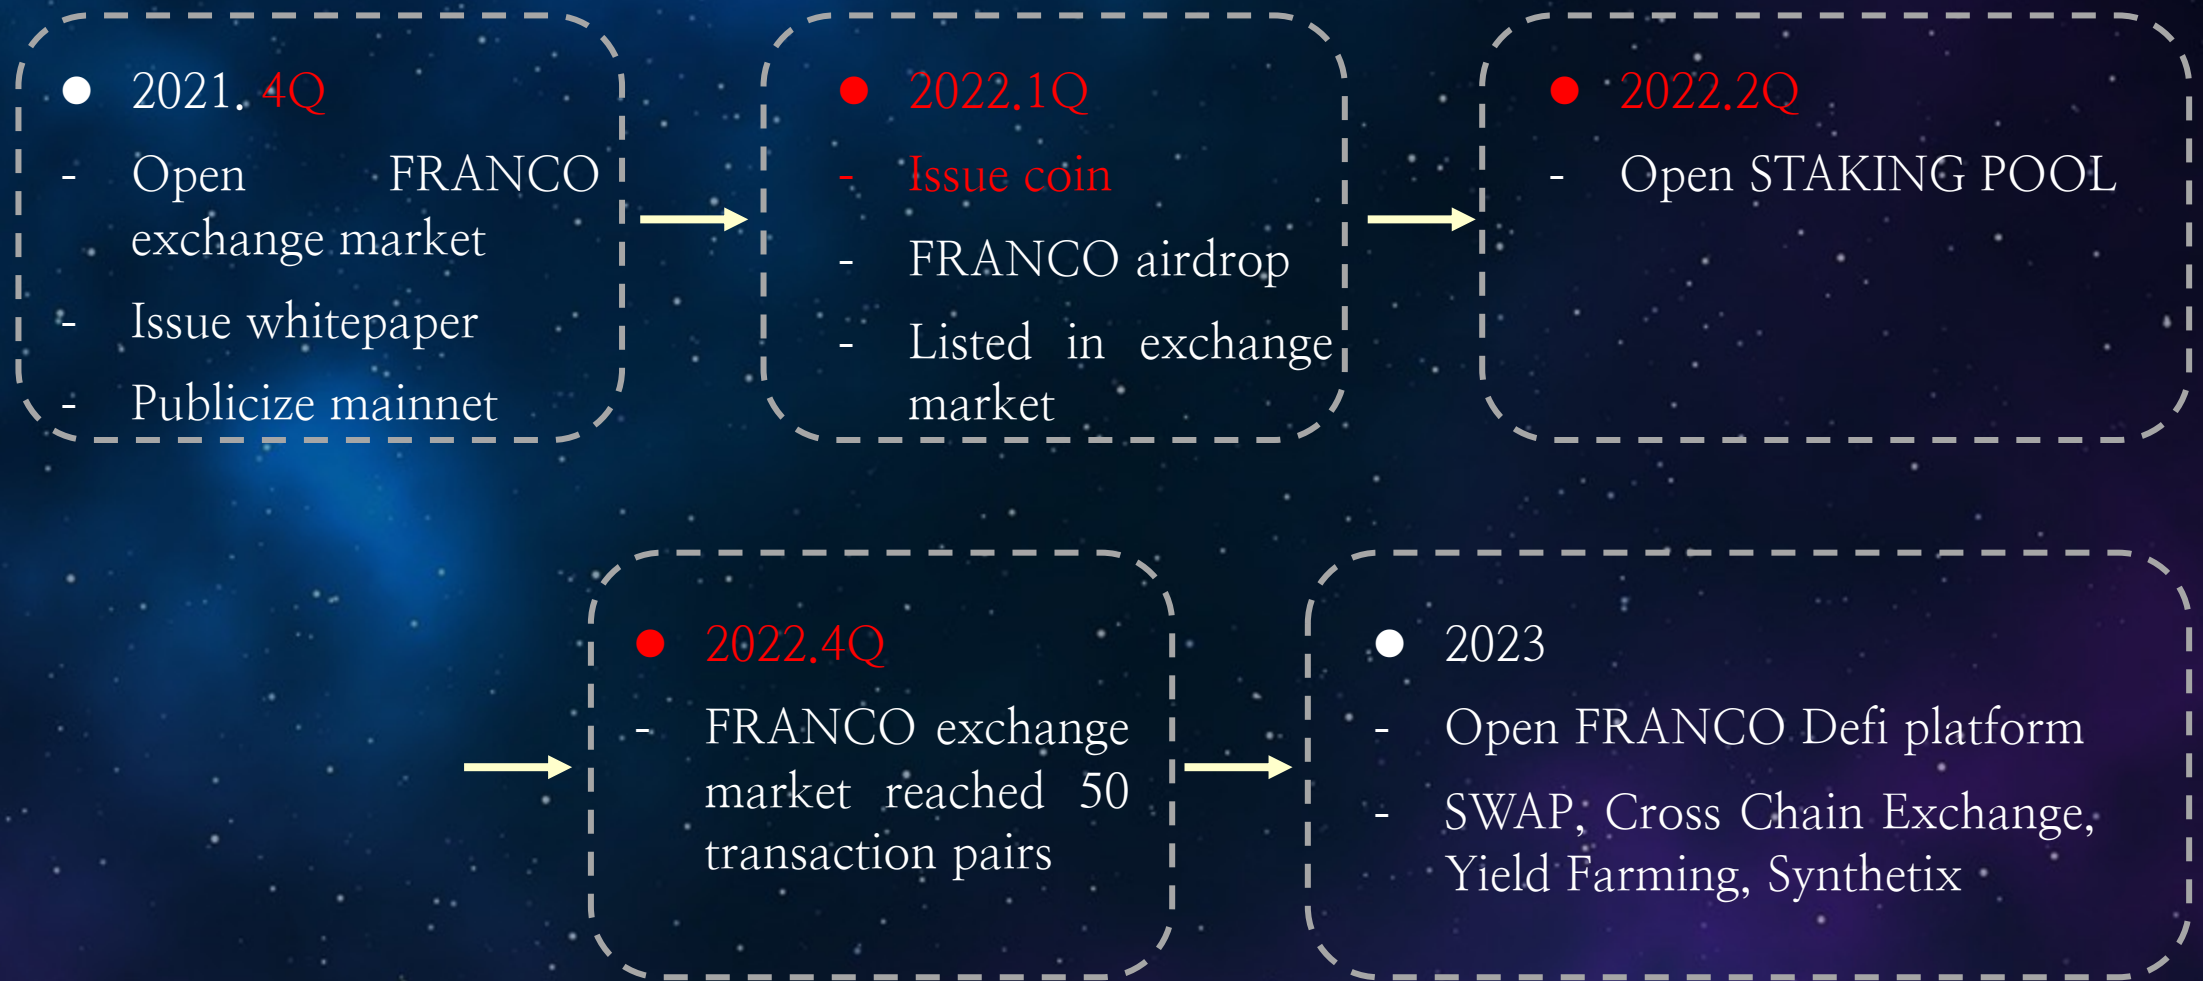 ● 2021. 4Q
- Open FRANCO
exchange market
- Issue whitepaper
- Publicize mainnet
● 2022.1Q
- Issue coin
- FRANCO airdrop
- Listed in exchange
market
● 2022.2Q
- Open STAKING POOL
● 2022.4Q
- FRANCO exchange
market reached 50
transaction pairs
● 2023
- Open FRANCO Defi platform
- SWAP, Cross Chain Exchange,
Yield Farming, Synthetix